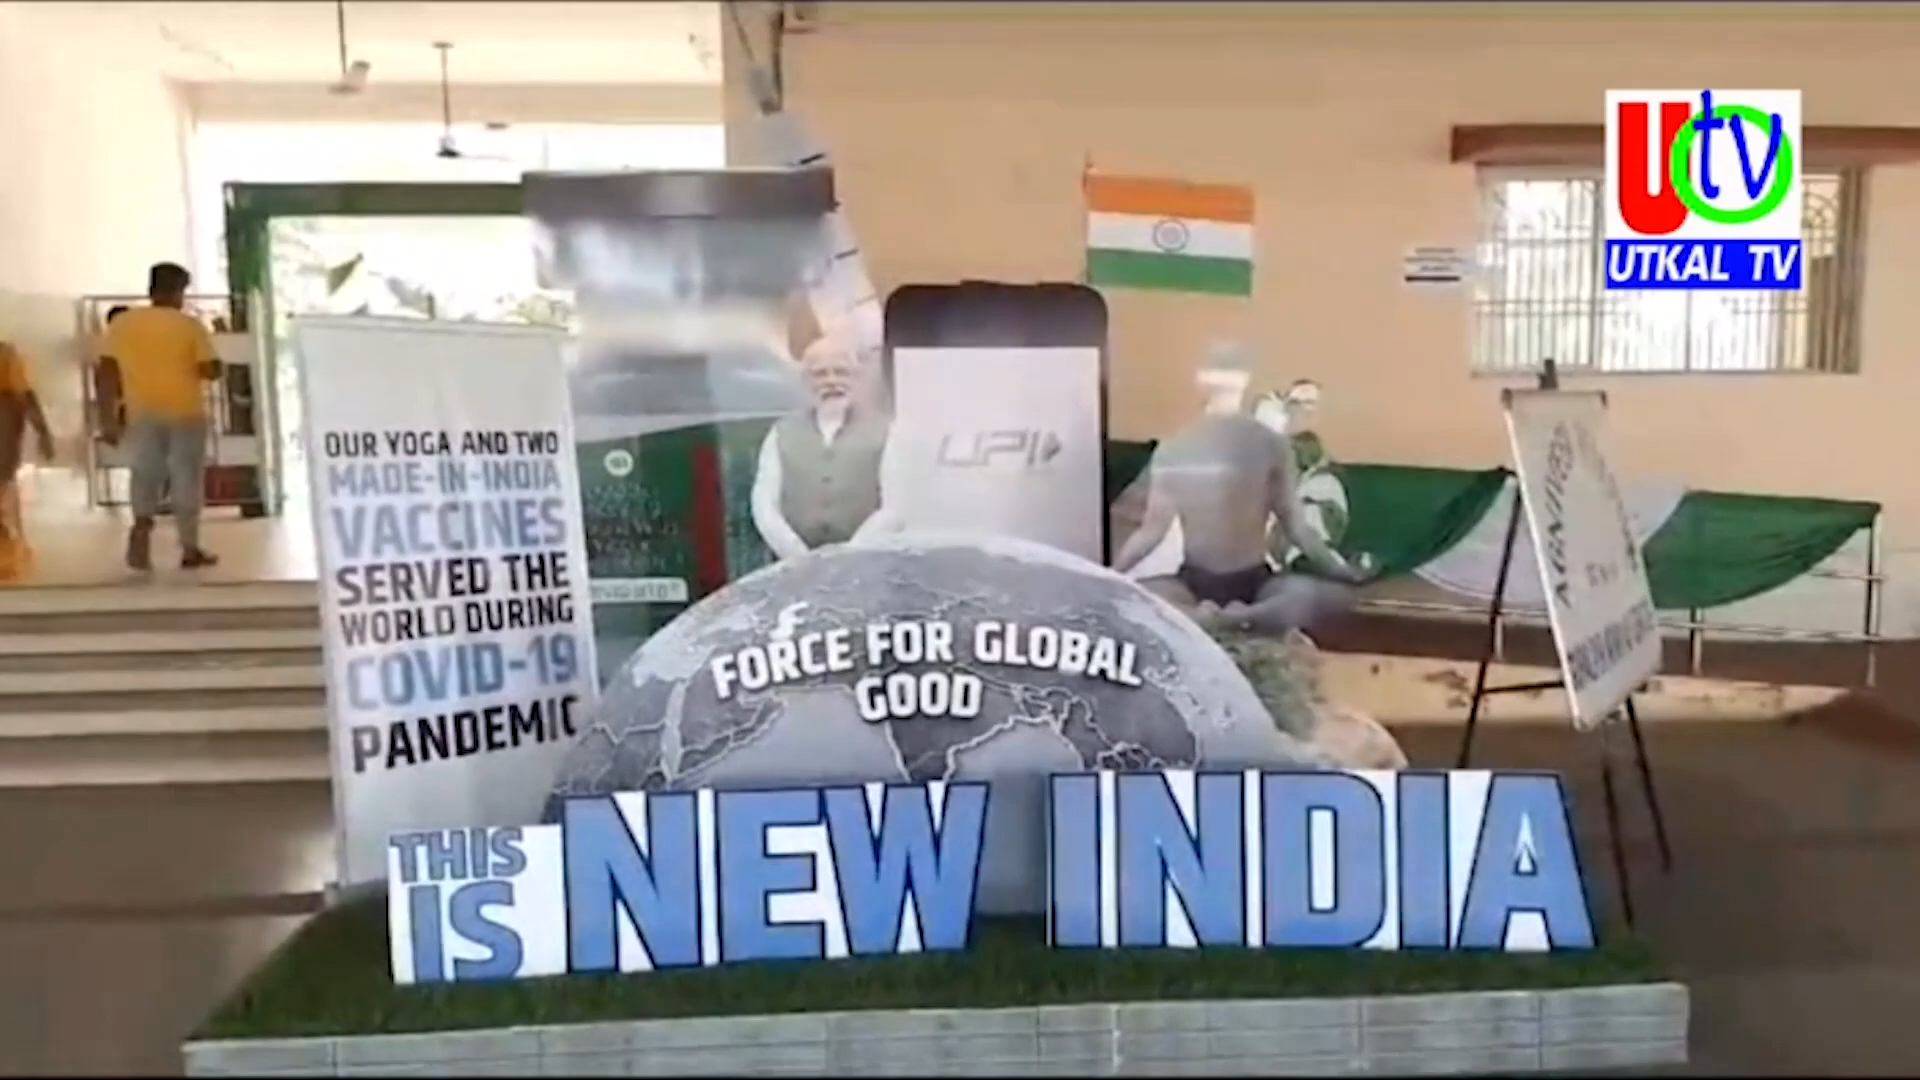 UTV
UTKAL TV
OUR YOGA AND TWO
MADE-IN-INDIA
VACCINES
SERVED THE
WORLD DURING
COVID-19
PANDEMIC
UPI
FORCE FOR GLOBAL
GOOD
THIS
IS
NEW INDIA